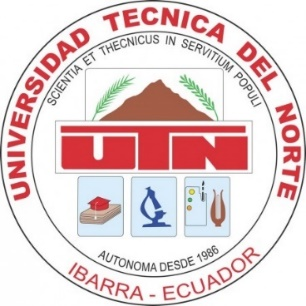 UNIVERSIDAD TECNICA DEL NORTE
SCIENTIA ET THECNICUS IN SERVITIUM POPULI
UTN
AUTONOMA DESDE 1986
IBARRA - ECUADOR